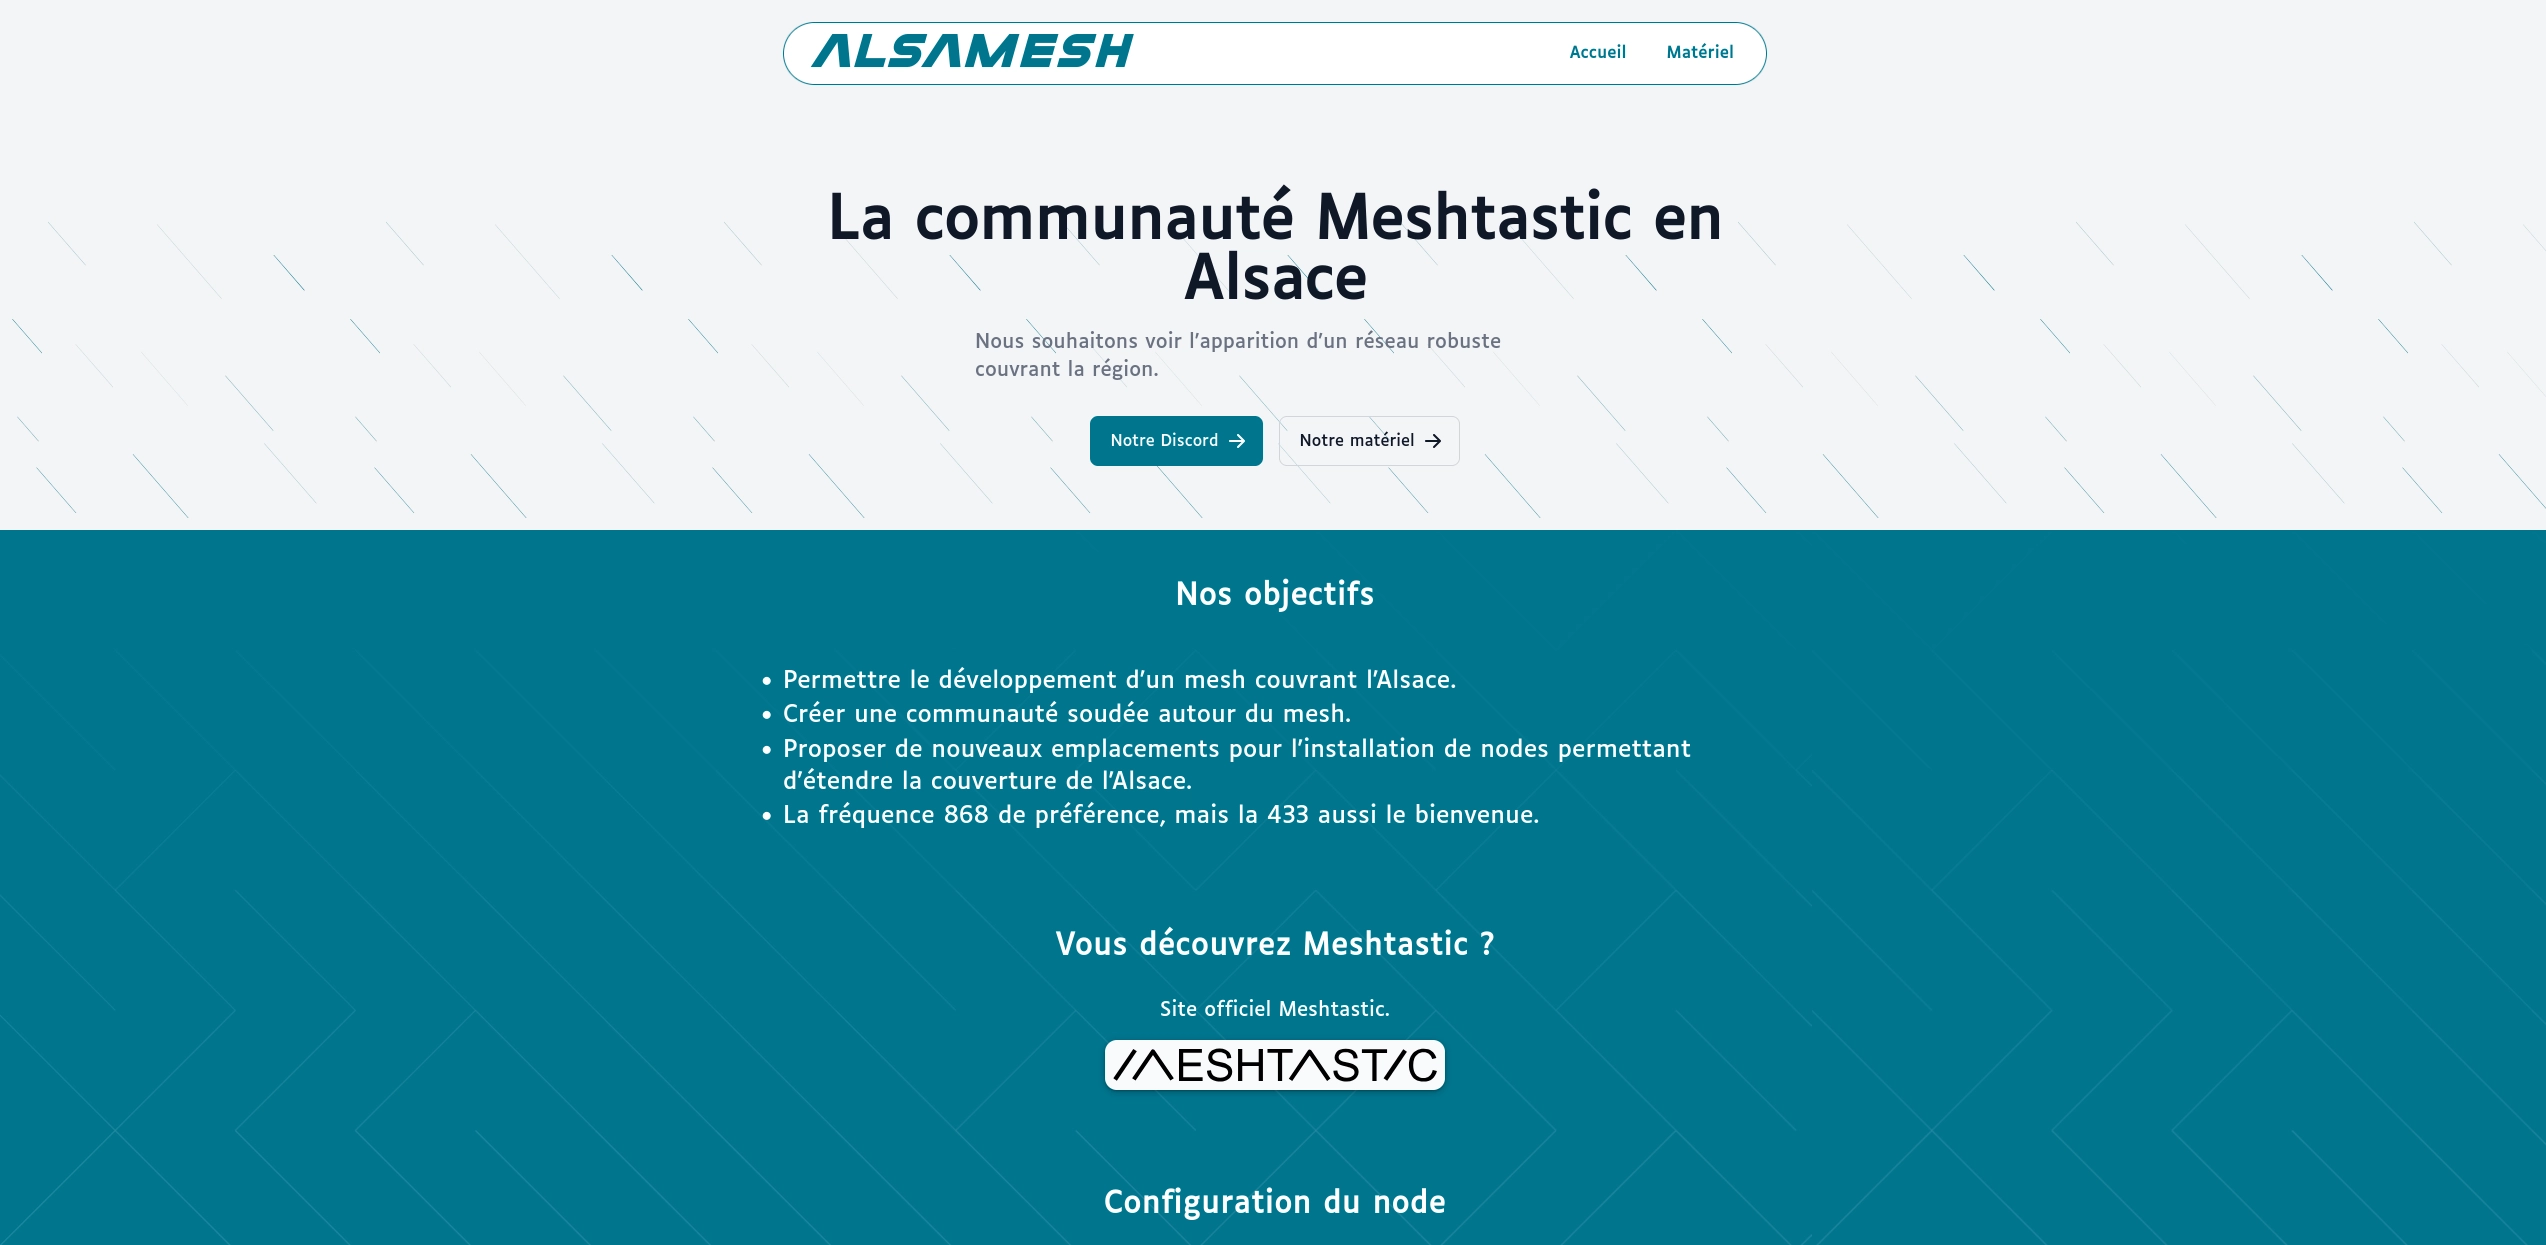 ALSAMESH
Accueil
Matériel
La communauté Meshtastic en
Alsace
Nous souhaitons voir l'apparition d'un réseau robuste
couvrant la région.
Notre Discord →
Notre matériel →
Nos objectifs
• Permettre le développement d'un mesh couvrant l'Alsace.
• Créer une communauté soudée autour du mesh.
• Proposer de nouveaux emplacements pour l'installation de nodes permettant
d'étendre la couverture de l'Alsace.
• La fréquence 868 de préférence, mais la 433 aussi le bienvenue.
Vous découvrez Meshtastic ?
Site officiel Meshtastic.
MESHTASTIC
Configuration du node